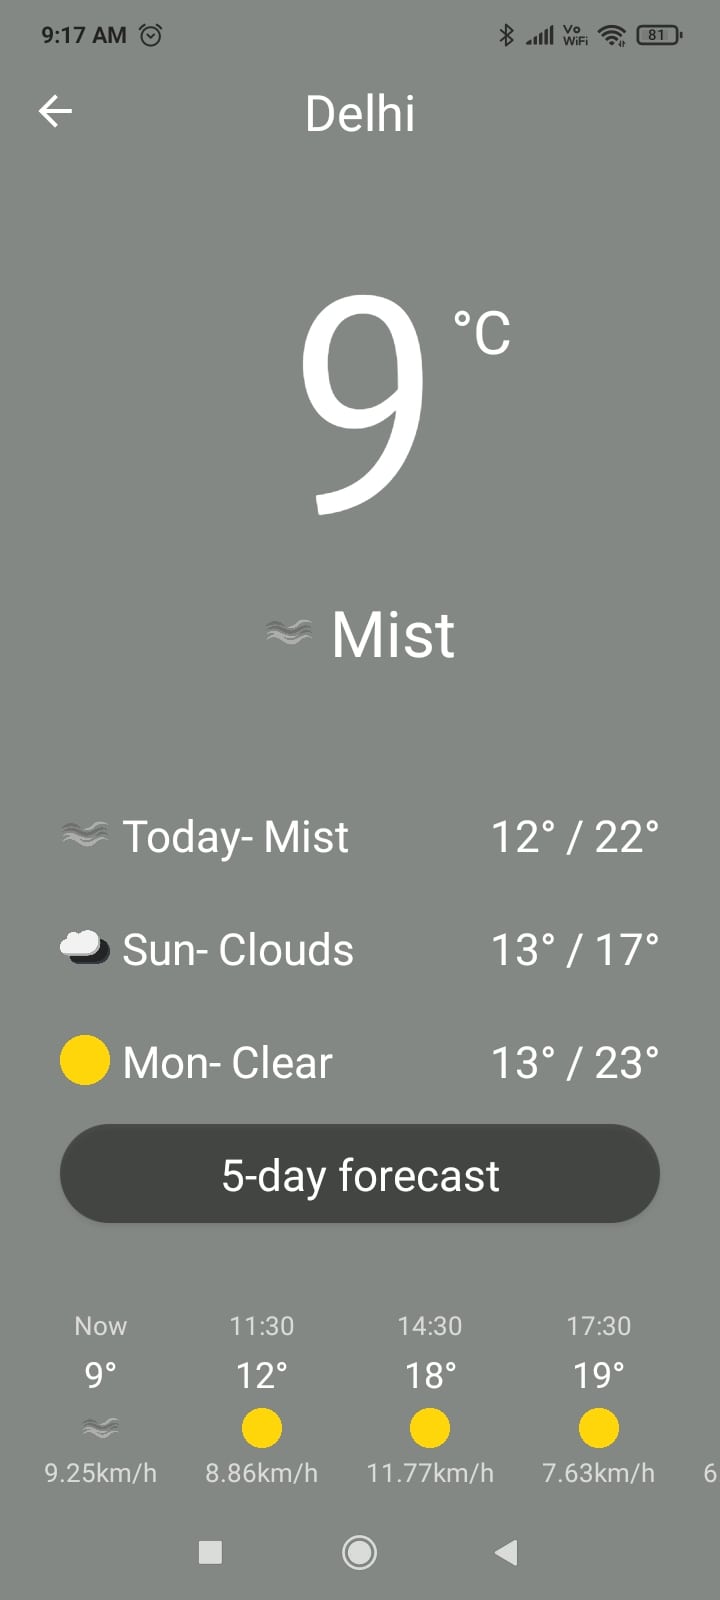 9:17 AM Vo WiFi 81
Delhi
9 °C
Mist
Today- Mist 12° / 22°
Sun- Clouds 13° / 17°
Mon- Clear 13° / 23°
5-day forecast
Now 11:30 14:30 17:30
9° 12° 18° 19°
9.25km/h 8.86km/h 11.77km/h 7.63km/h 6